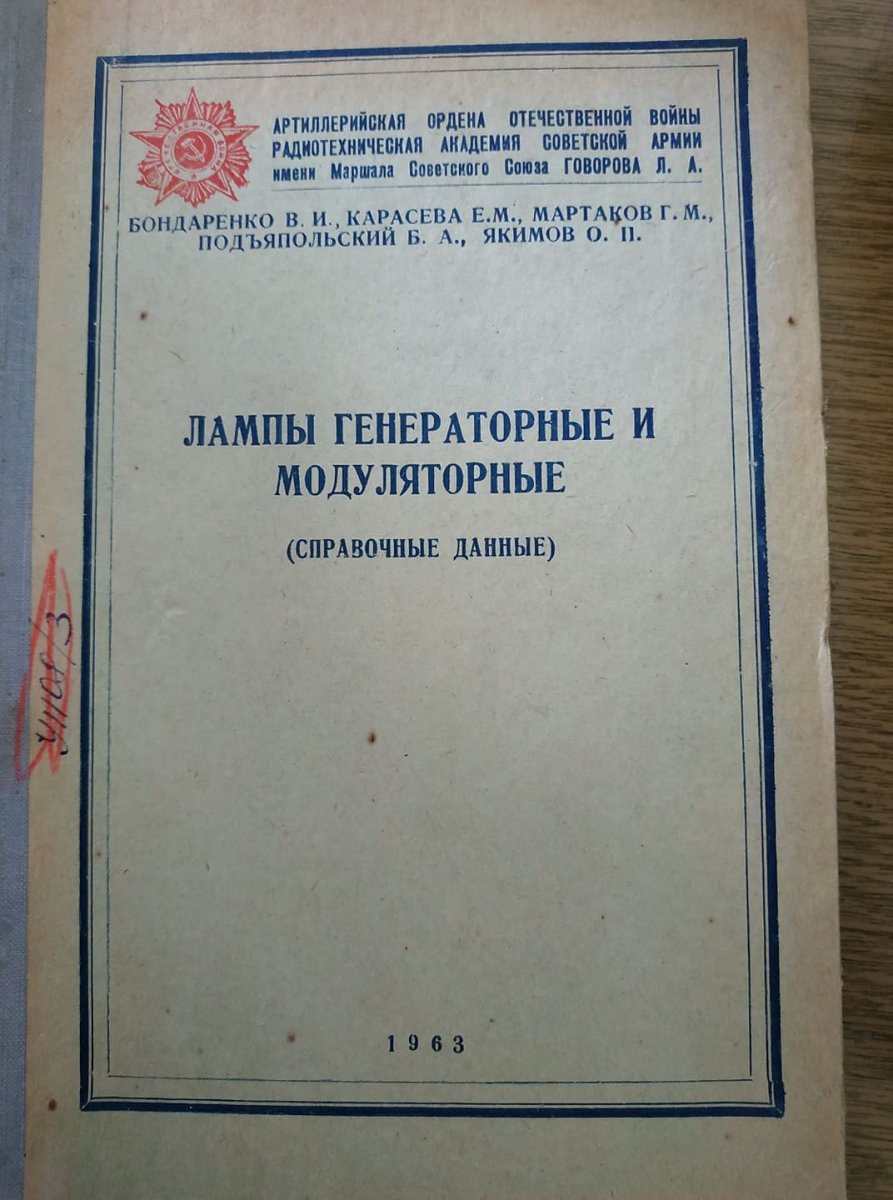 АРТИЛЛЕРИЙСКАЯ ОРДЕНА ОТЕЧЕСТВЕННОЙ ВОЙНЫ
РАДИОТЕХНИЧЕСКАЯ АКАДЕМИЯ СОВЕТСКОЙ АРМИИ
имени Маршала Советского Союза ГОВОРОВА Л. А.
БОНДАРЕНКО В. И., КАРАСЕВА Е.М., МАРТАКОВ Г.М.,
ПОДЪЯПОЛЬСКИЙ Б. А., ЯКИМОВ О. П.
ЛАМПЫ ГЕНЕРАТОРНЫЕ И
МОДУЛЯТОРНЫЕ
(СПРАВОЧНЫЕ ДАННЫЕ)
1963